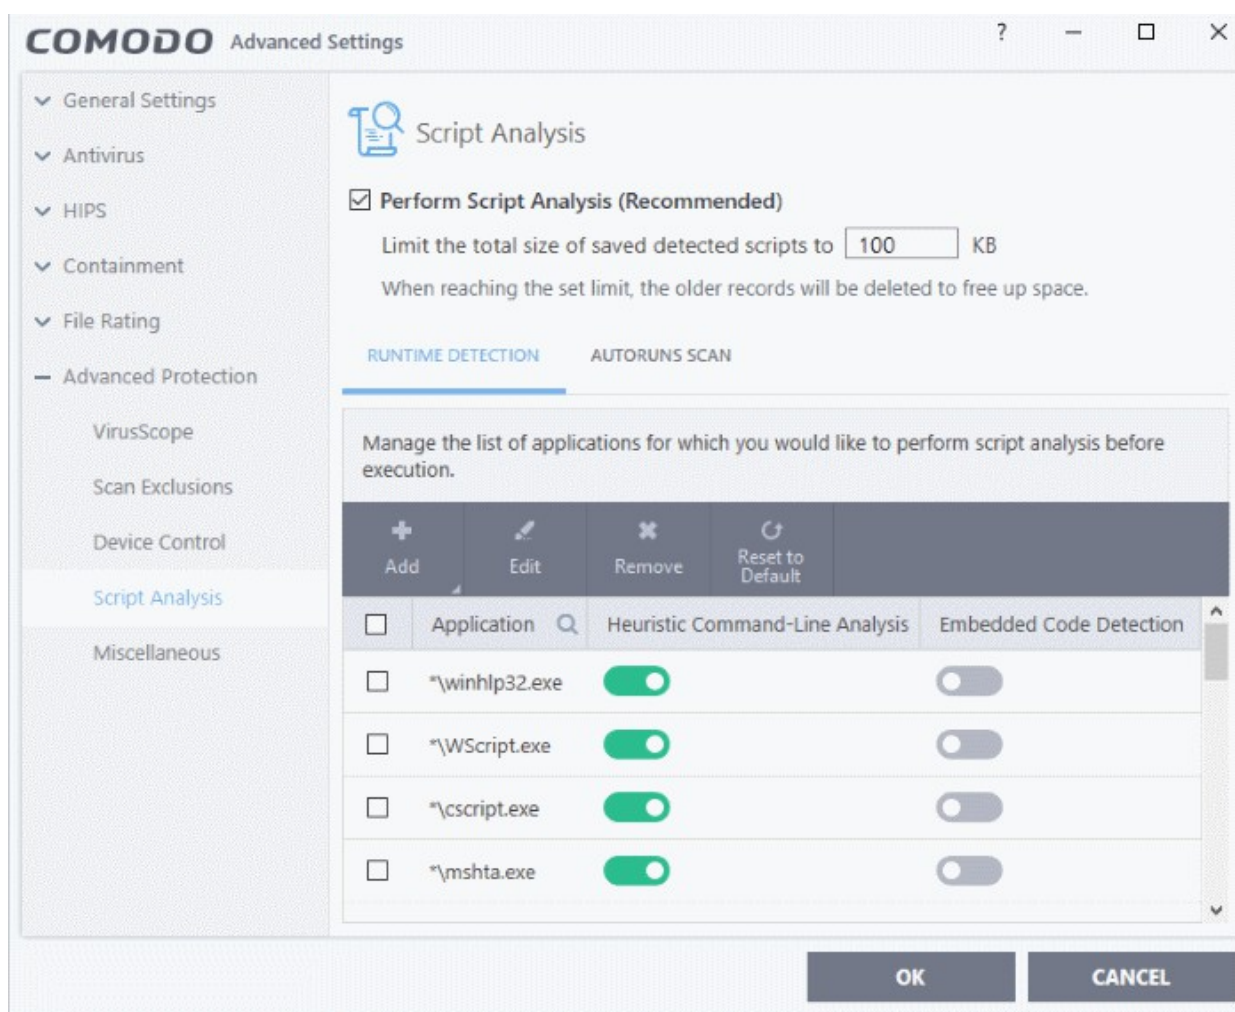 COMODO Advanced Settings ?
General Settings
Antivirus
HIPS
Containment
File Rating
Advanced Protection
VirusScope
Scan Exclusions
Device Control
Script Analysis
Miscellaneous
Script Analysis
Perform Script Analysis (Recommended)
Limit the total size of saved detected scripts to 100 KB
When reaching the set limit, the older records will be deleted to free up space.
RUNTIME DETECTION AUTORUNS SCAN
Manage the list of applications for which you would like to perform script analysis before
execution.
Add Edit Remove Reset to
Default
Application Heuristic Command-Line Analysis Embedded Code Detection
*\winhlp32.exe
*\WScript.exe
*\cscript.exe
*\mshta.exe
OK CANCEL